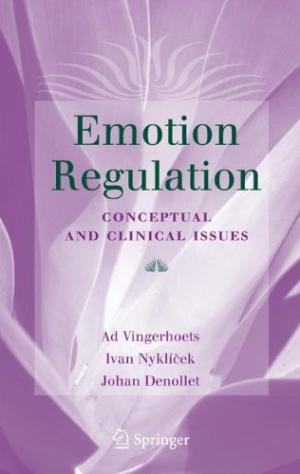 Emotion
Regulation
CONCEPTUAL
AND CLINICAL ISSUES
Ad Vingerhoets
Ivan Nyklíček
Johan Denollet
Springer